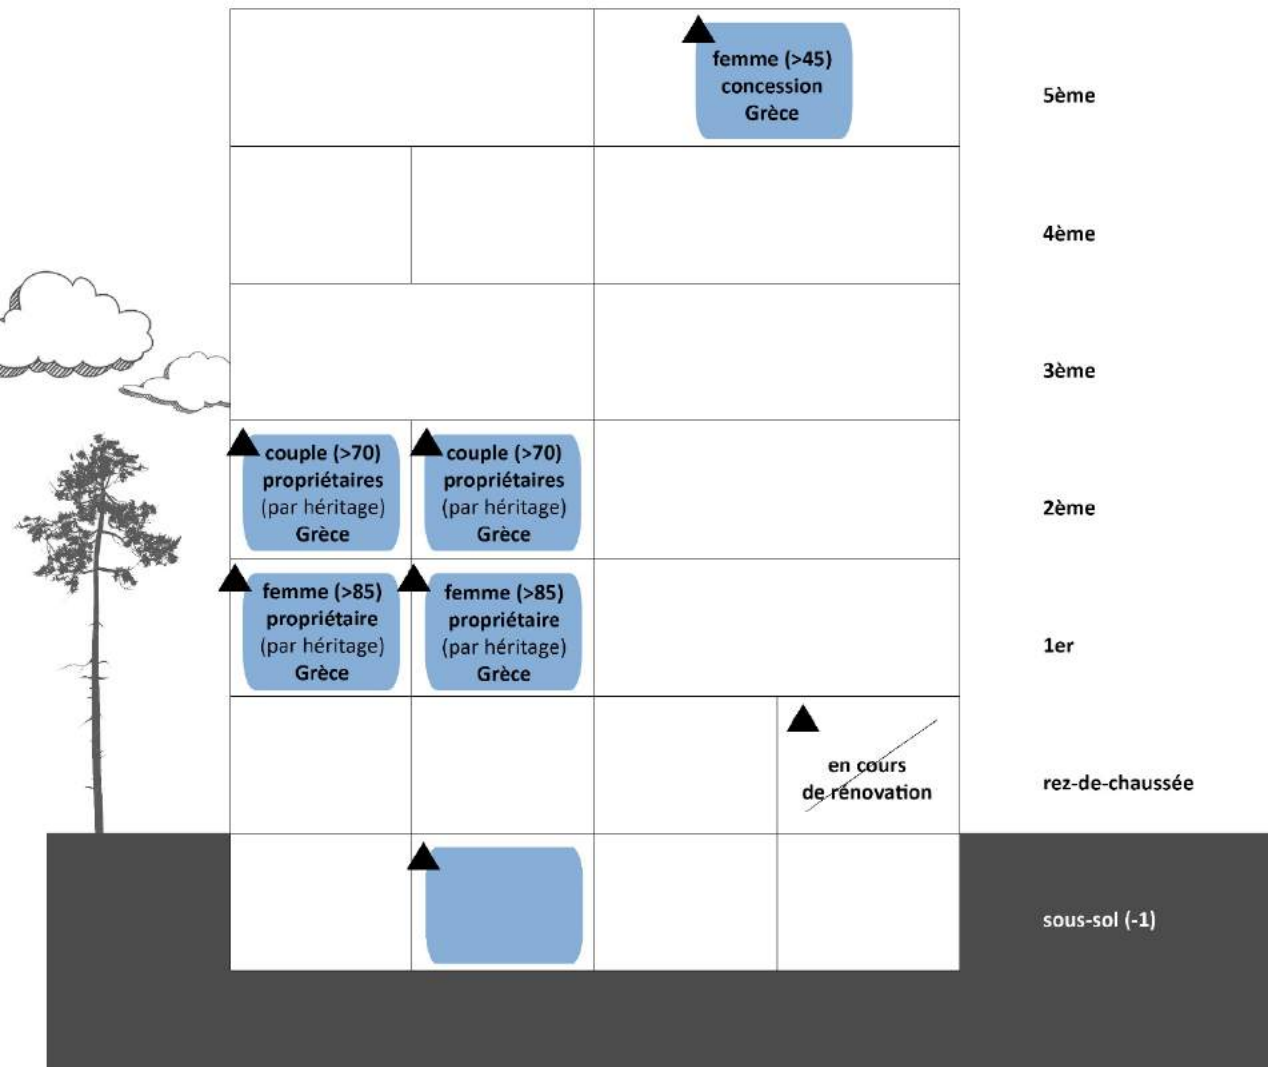 femme (>45)
concession
Grèce
5ème
4ème
3ème
couple (>70)
propriétaires
(par héritage)
Grèce
couple (>70)
propriétaires
(par héritage)
Grèce
2ème
femme (>85)
propriétaire
(par héritage)
Grèce
femme (>85)
propriétaire
(par héritage)
Grèce
1er
en cours
de rénovation
rez-de-chaussée
sous-sol (-1)